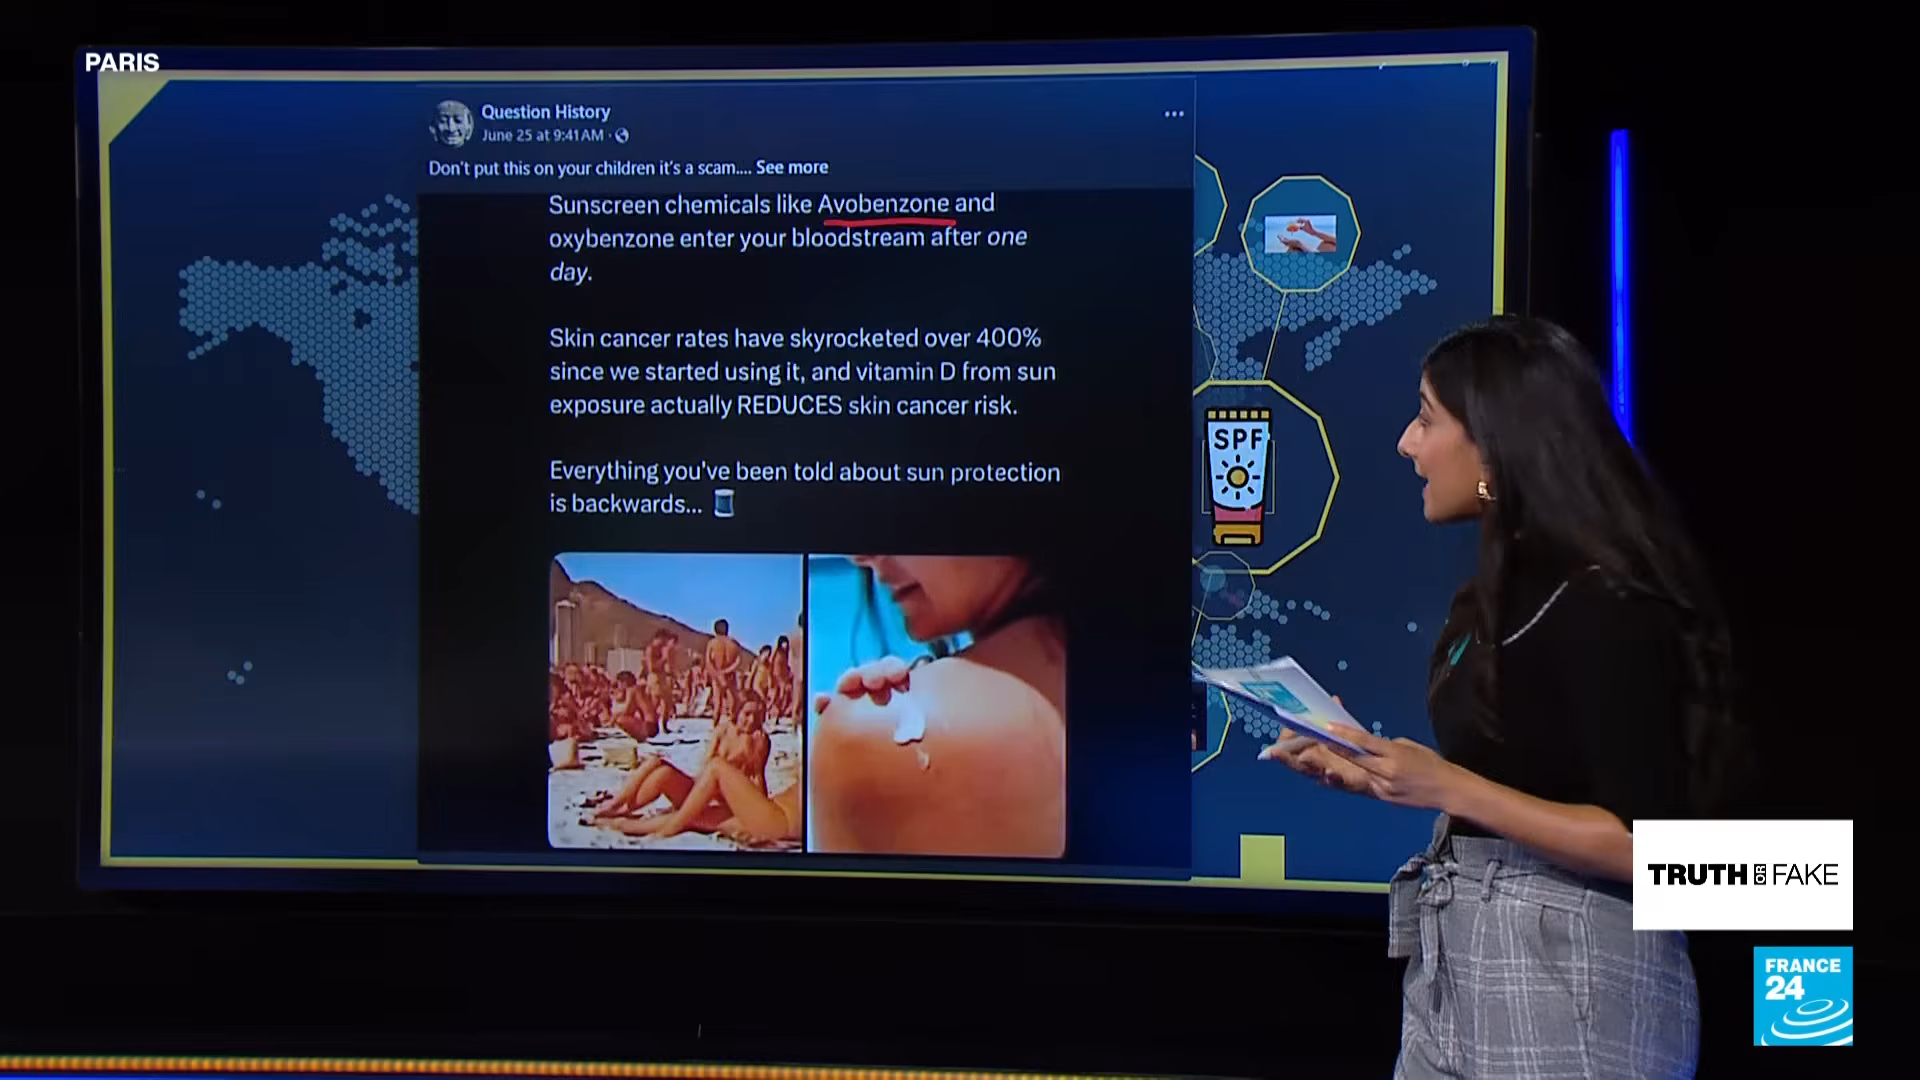 PARIS
Question History
June 25 at 9:41 AM ·
Don't put this on your children it's a scam.... See more
Sunscreen chemicals like Avobenzone and
oxybenzone enter your bloodstream after one
day.
Skin cancer rates have skyrocketed over 400%
since we started using it, and vitamin D from sun
exposure actually REDUCES skin cancer risk.
Everything you've been told about sun protection
is backwards...
SPF
TRUTH OR FAKE
FRANCE
24